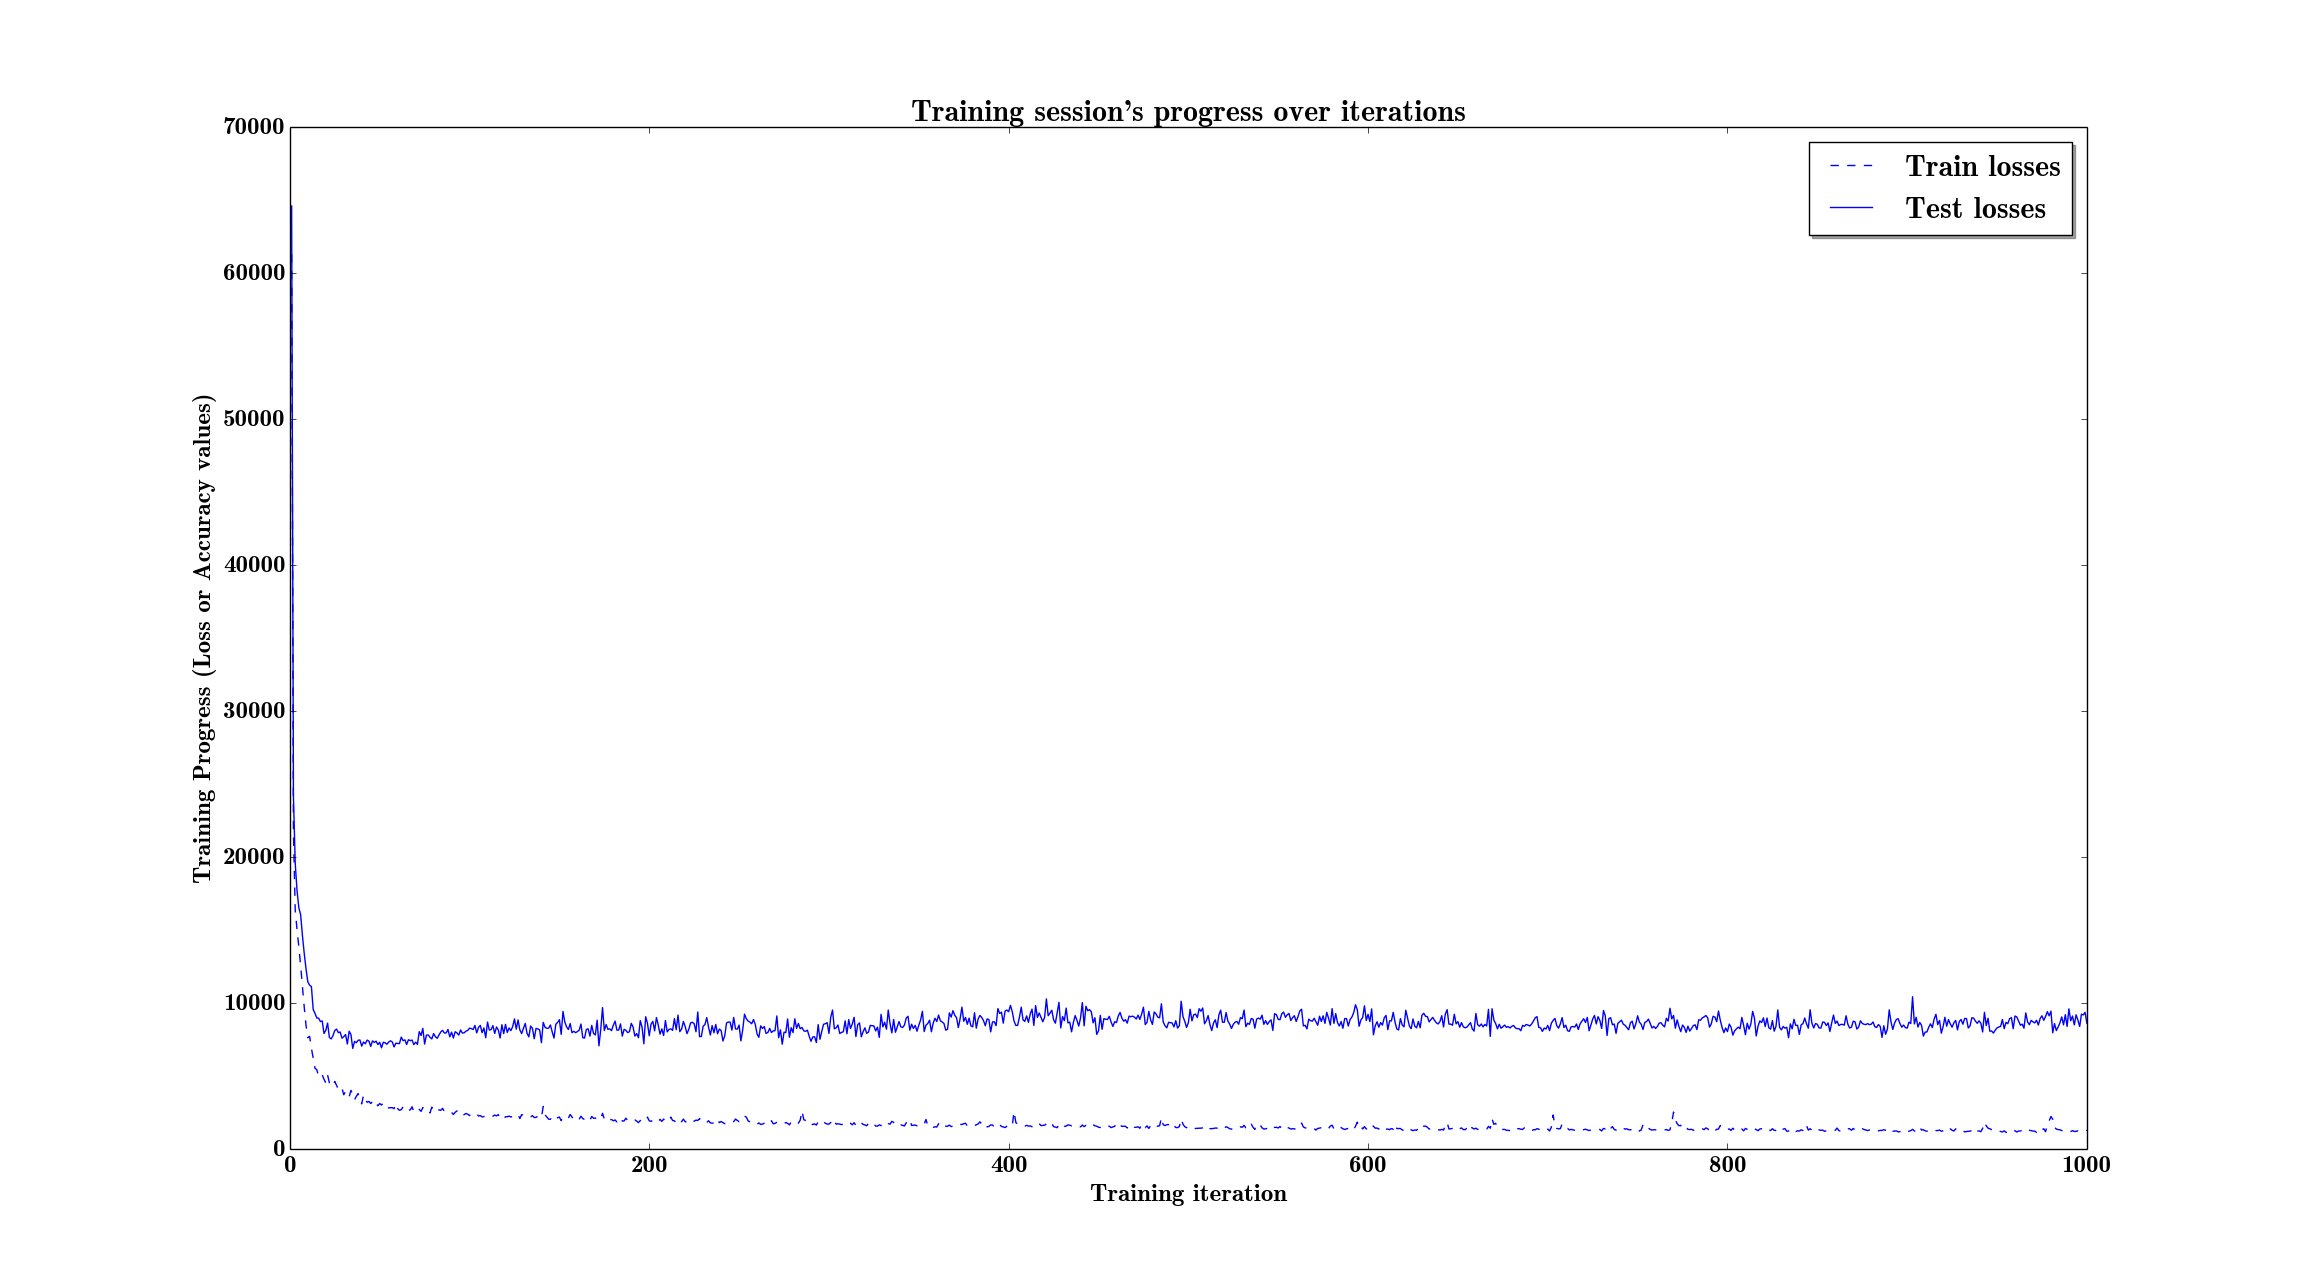 Training session's progress over iterations
70000
60000
50000
40000
30000
20000
10000
0
Training Progress (Loss or Accuracy values)
Train losses
Test losses
0 200 400 600 800 1000
Training iteration